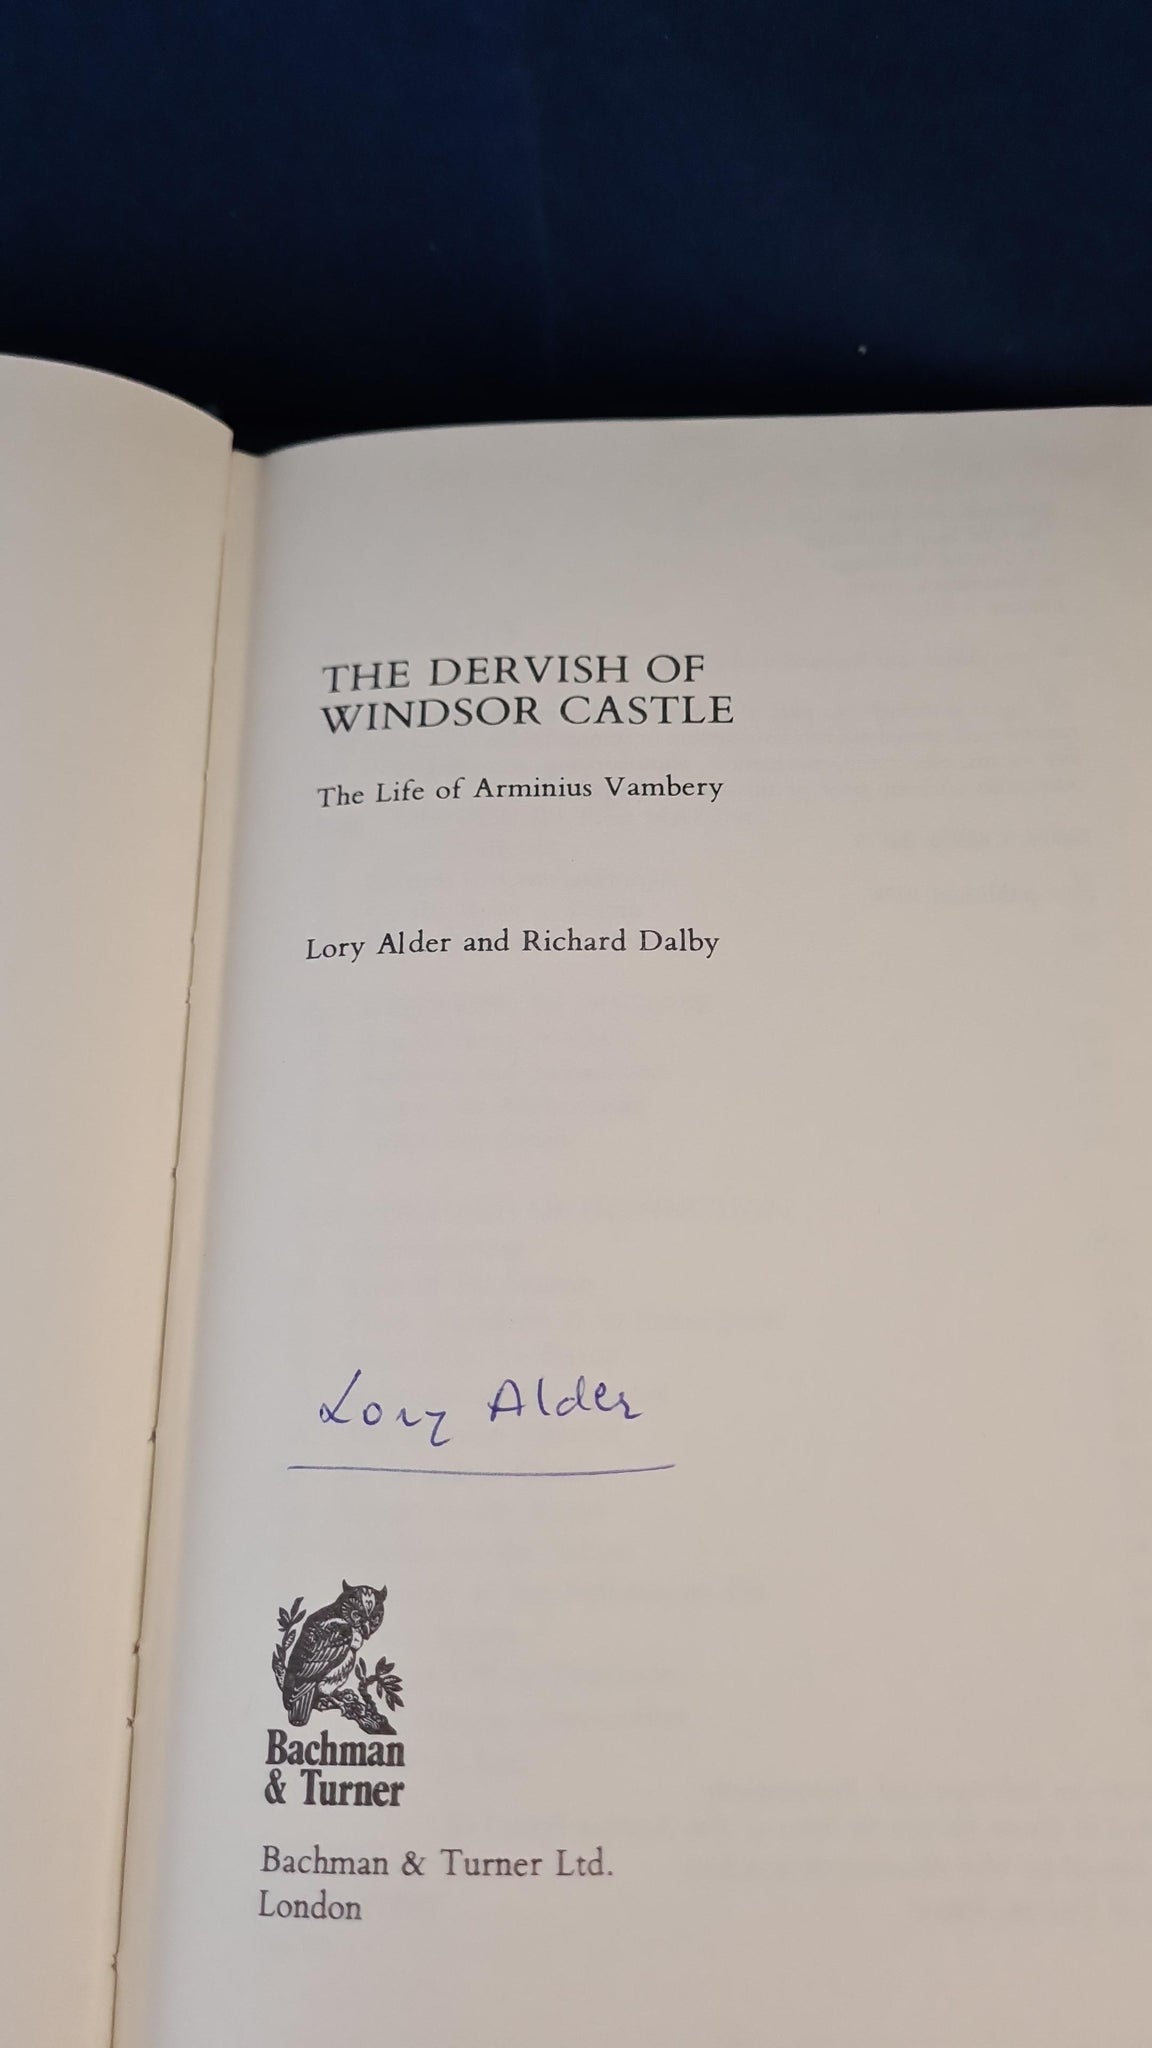 THE DERVISH OF
WINDSOR CASTLE
The Life of Arminius Vambery
Lory Alder and Richard Dalby
Lory Alder
Bachman
& Turner
Bachman & Turner Ltd.
London